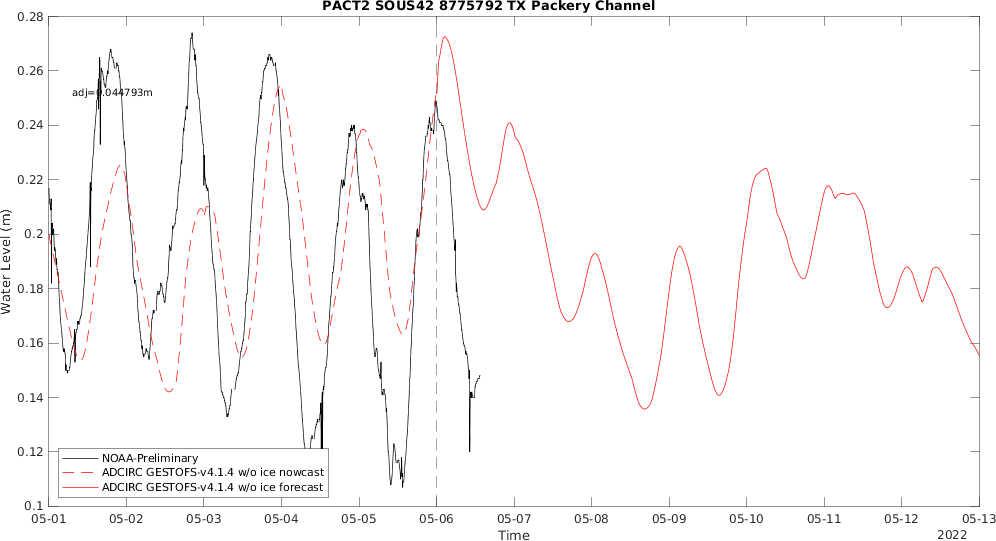 PACT2 SOUS42 8775792 TX Packery Channel
0.28
0.26
0.24
0.22
0.2
0.18
0.16
0.14
0.12
0.1
Water Level (m)
adj=0.044793m
NOAA-Preliminary
ADCIRC GESTOFS-v4.1.4 w/o ice nowcast
ADCIRC GESTOFS-v4.1.4 w/o ice forecast
05-01 05-02 05-03 05-04 05-05 05-06 05-07 05-08 05-09 05-10 05-11 05-12 05-13
Time
2022